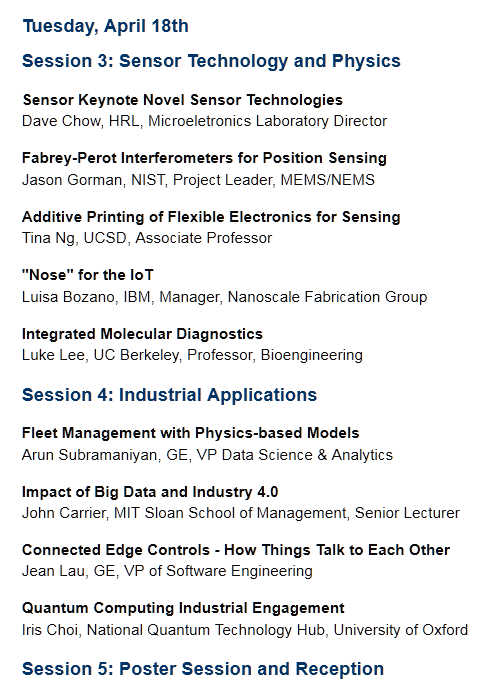 Tuesday, April 18th
Session 3: Sensor Technology and Physics
Sensor Keynote Novel Sensor Technologies
Dave Chow, HRL, Microeletronics Laboratory Director
Fabrey-Perot Interferometers for Position Sensing
Jason Gorman, NIST, Project Leader, MEMS/NEMS
Additive Printing of Flexible Electronics for Sensing
Tina Ng, UCSD, Associate Professor
"Nose" for the IoT
Luisa Bozano, IBM, Manager, Nanoscale Fabrication Group
Integrated Molecular Diagnostics
Luke Lee, UC Berkeley, Professor, Bioengineering
Session 4: Industrial Applications
Fleet Management with Physics-based Models
Arun Subramaniyan, GE, VP Data Science & Analytics
Impact of Big Data and Industry 4.0
John Carrier, MIT Sloan School of Management, Senior Lecturer
Connected Edge Controls - How Things Talk to Each Other
Jean Lau, GE, VP of Software Engineering
Quantum Computing Industrial Engagement
Iris Choi, National Quantum Technology Hub, University of Oxford
Session 5: Poster Session and Reception